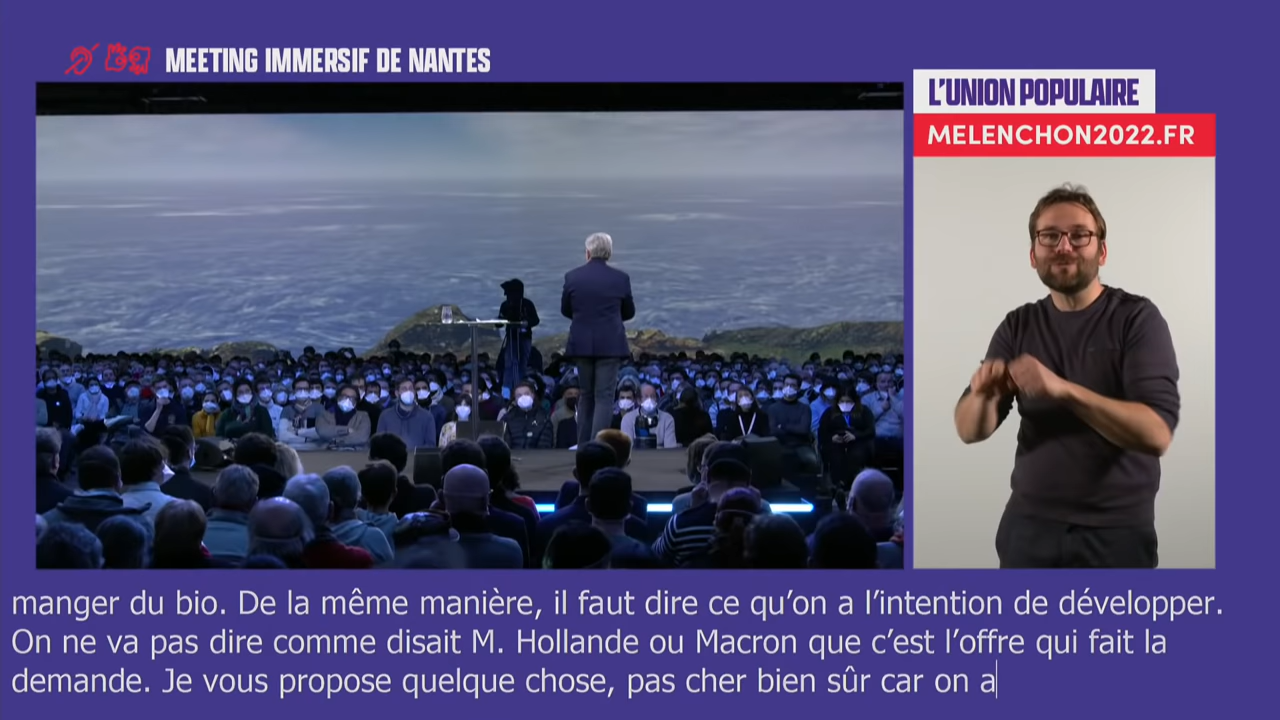 MEETING IMMERSIF DE NANTES
L'UNION POPULAIRE
MELENCHON2022.FR
manger du bio. De la même manière, il faut dire ce qu'on a l'intention de développer.
On ne va pas dire comme disait M. Hollande ou Macron que c'est l'offre qui fait la
demande. Je vous propose quelque chose, pas cher bien sûr car on a